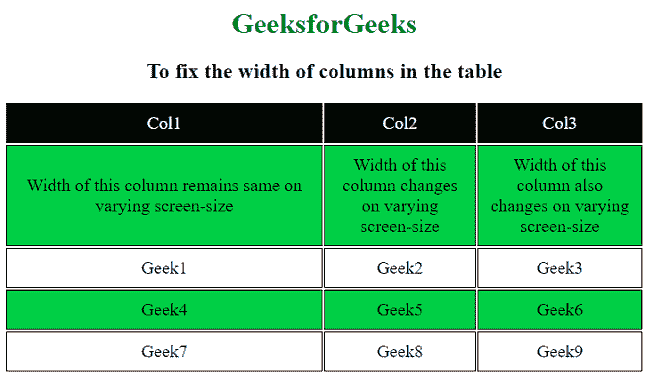 GeeksforGeeks
To fix the width of columns in the table
Col1 Col2 Col3
Width of this column remains same on
varying screen-size
Width of this
column changes
on varying
screen-size
Width of this
column also
changes on varying
screen-size
Geek1 Geek2 Geek3
Geek4 Geek5 Geek6
Geek7 Geek8 Geek9